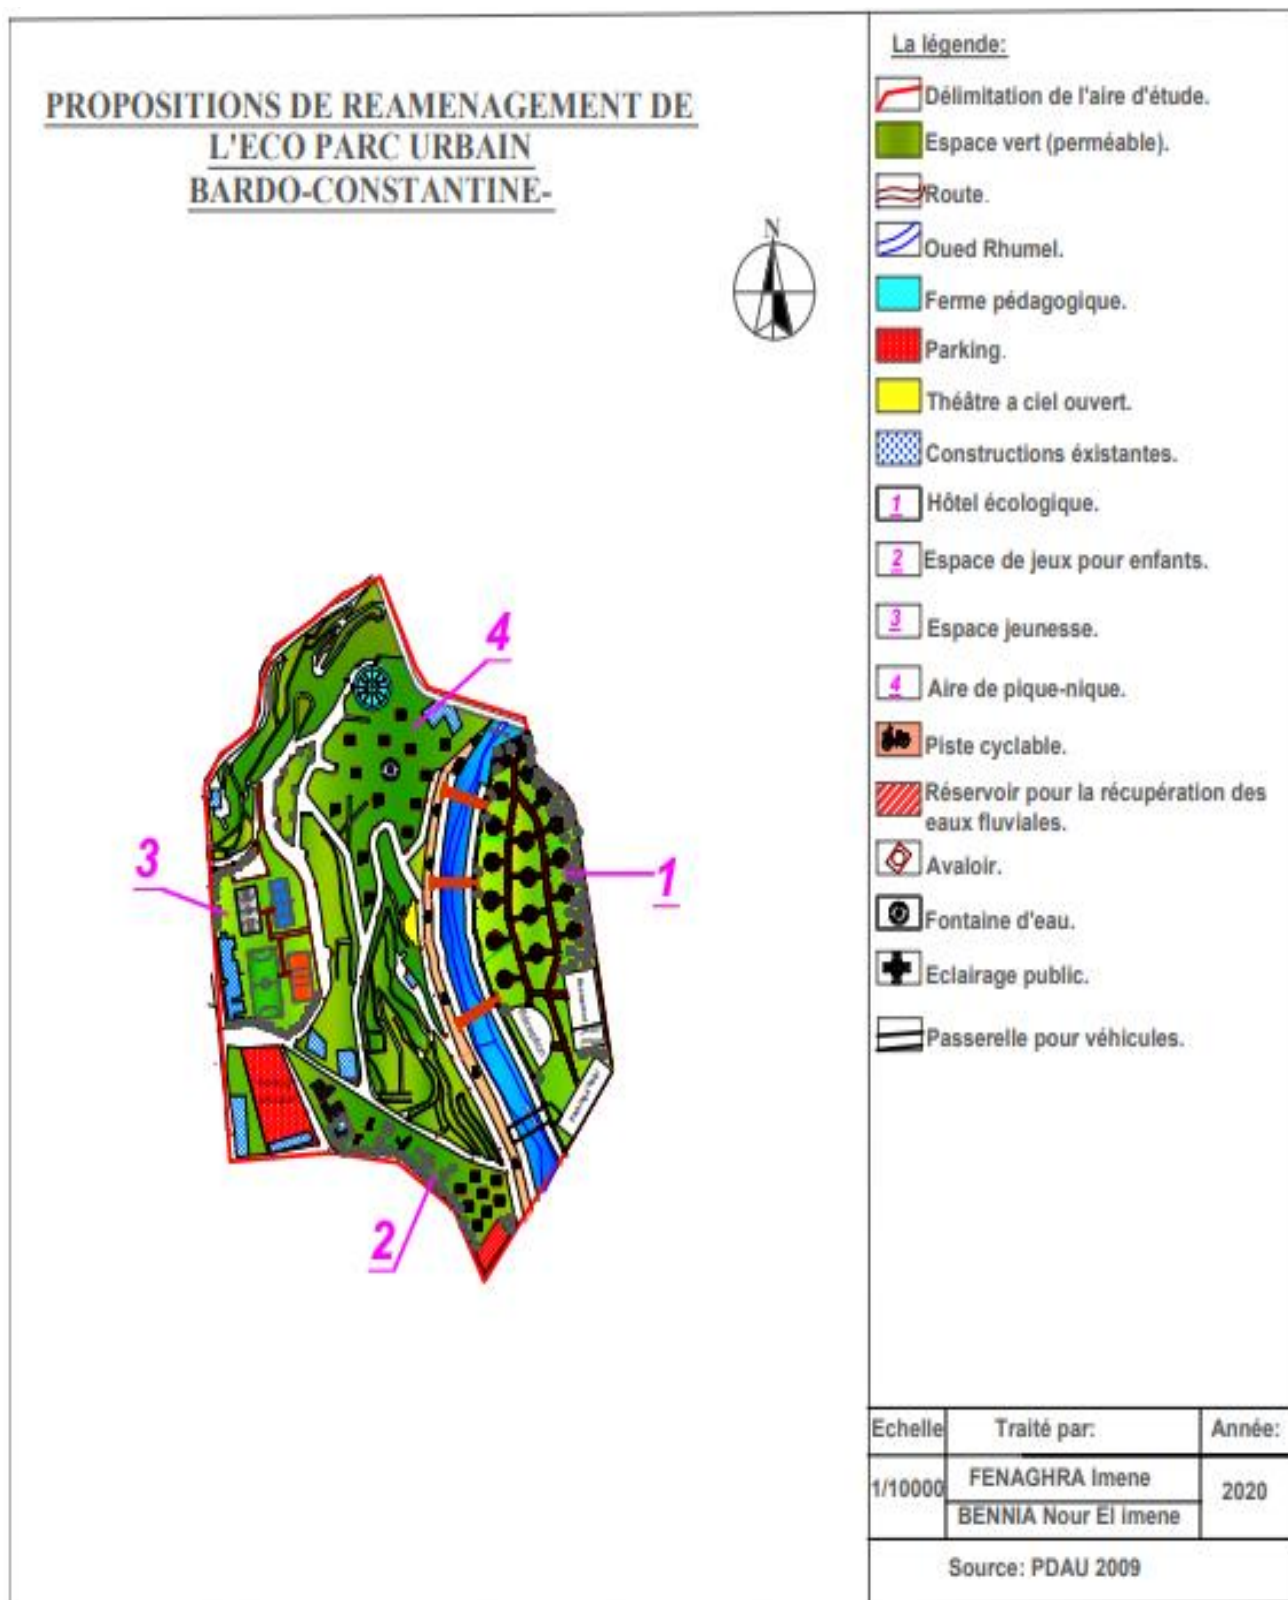 PROPOSITIONS DE REAMENAGEMENT DE
L'ECO PARC URBAIN
BARDO-CONSTANTINE-
N
4
3
1
2
réception
La légende:
Délimitation de l'aire d'étude.
Espace vert (perméable).
Route.
Oued Rhumel.
Ferme pédagogique.
Parking.
Théâtre a ciel ouvert.
Constructions éxistantes.
1 Hôtel écologique.
2 Espace de jeux pour enfants.
3 Espace jeunesse.
4 Aire de pique-nique.
Piste cyclable.
Réservoir pour la récupération des
eaux fluviales.
Avaloir.
Fontaine d'eau.
Eclairage public.
Passerelle pour véhicules.
Echelle Traité par: Année:
1/10000 FENAGHRA Imene 2020
BENNIA Nour El imene
Source: PDAU 2009